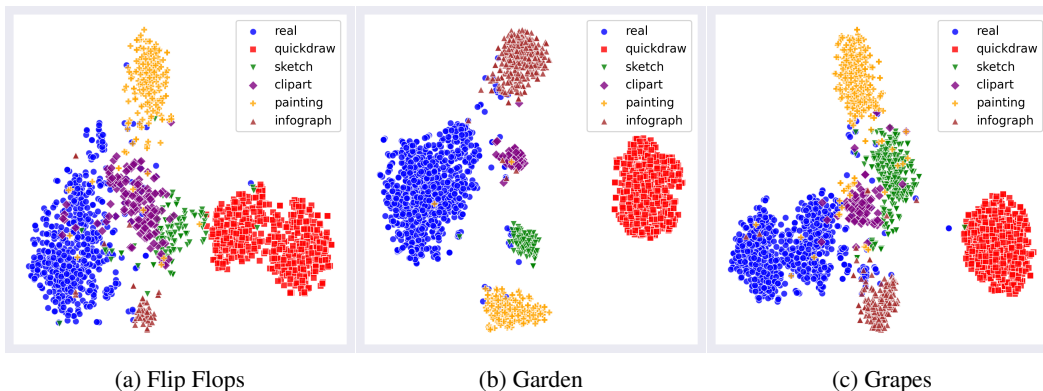 real
quickdraw
sketch
clipart
painting
infograph
real
quickdraw
sketch
clipart
painting
infograph
real
quickdraw
sketch
clipart
painting
infograph
(a) Flip Flops
(b) Garden
(c) Grapes